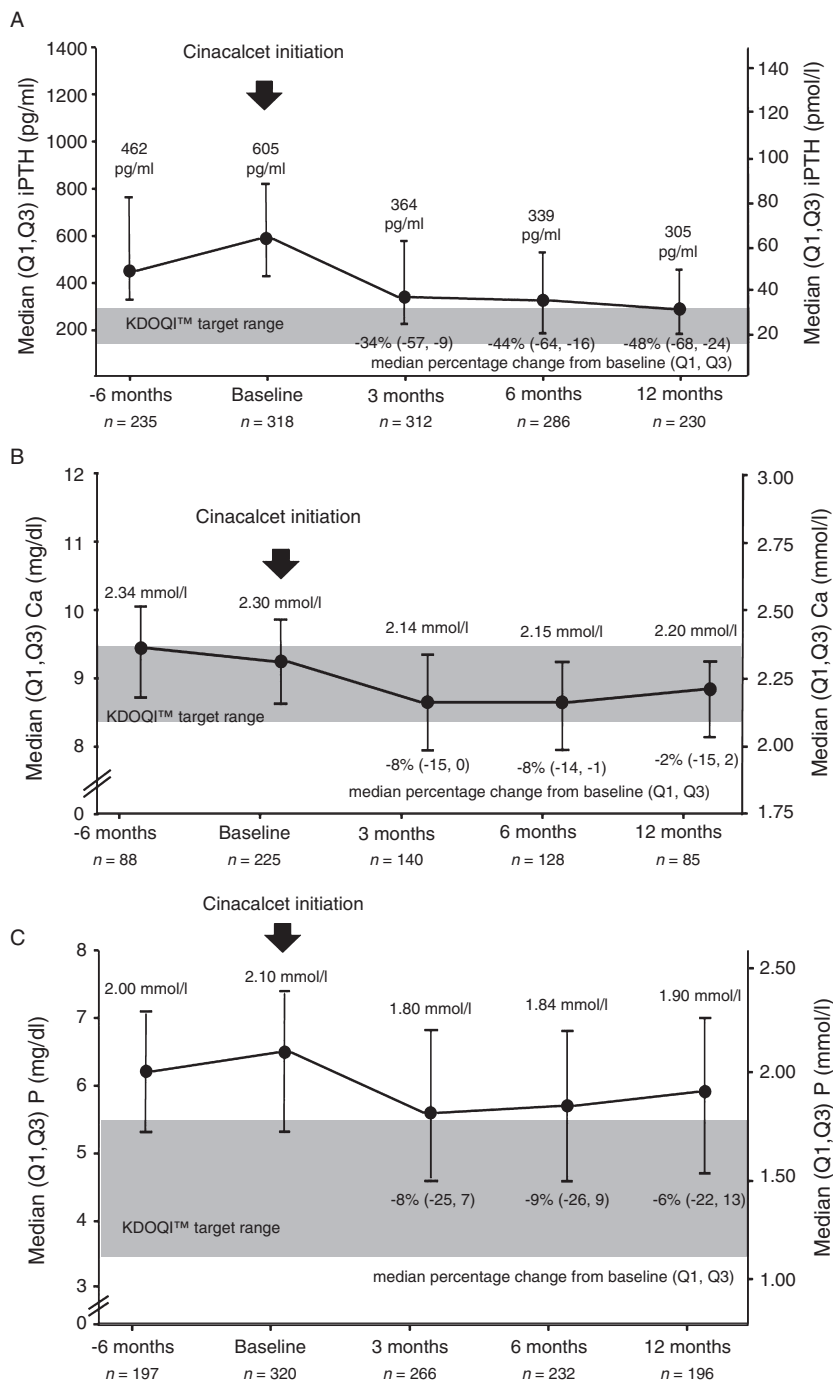 A
Cinacalcet initiation
Median (Q1,Q3) iPTH (pg/ml)
1400
1200
1000
800
600
400
200
462
pg/ml
605
pg/ml
364
pg/ml
339
pg/ml
305
pg/ml
140
120
100
80
60
40
20
Median (Q1,Q3) iPTH (pmol/l)
KDOQI™ target range
-34% (-57, -9) -44% (-64, -16) -48% (-68, -24)
median percentage change from baseline (Q1, Q3)
-6 months Baseline 3 months 6 months 12 months
n = 235 n = 318 n = 312 n = 286 n = 230
B
Cinacalcet initiation
Median (Q1,Q3) Ca (mg/dl)
12
11
10
9
8
0
2.34 mmol/l
2.30 mmol/l
2.14 mmol/l
2.15 mmol/l
2.20 mmol/l
3.00
2.75
2.50
2.25
2.00
1.75
Median (Q1,Q3) Ca (mmol/l)
KDOQI™ target range
-8% (-15, 0) -8% (-14, -1) -2% (-15, 2)
median percentage change from baseline (Q1, Q3)
-6 months Baseline 3 months 6 months 12 months
n = 88 n = 225 n = 140 n = 128 n = 85
C
Cinacalcet initiation
Median (Q1,Q3) P (mg/dl)
8
7
6
5
4
3
0
2.00 mmol/l
2.10 mmol/l
1.80 mmol/l
1.84 mmol/l
1.90 mmol/l
2.50
2.00
1.50
1.00
Median (Q1,Q3) P (mmol/l)
-8% (-25, 7) -9% (-26, 9) -6% (-22, 13)
KDOQI™ target range
median percentage change from baseline (Q1, Q3)
-6 months Baseline 3 months 6 months 12 months
n = 197 n = 320 n = 266 n = 232 n = 196